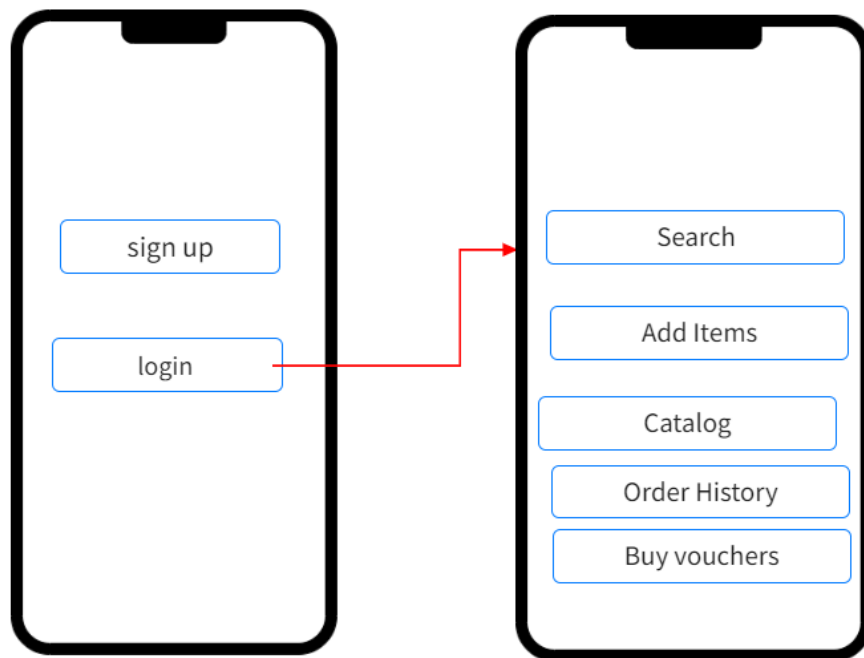 sign up
login
Search
Add Items
Catalog
Order History
Buy vouchers